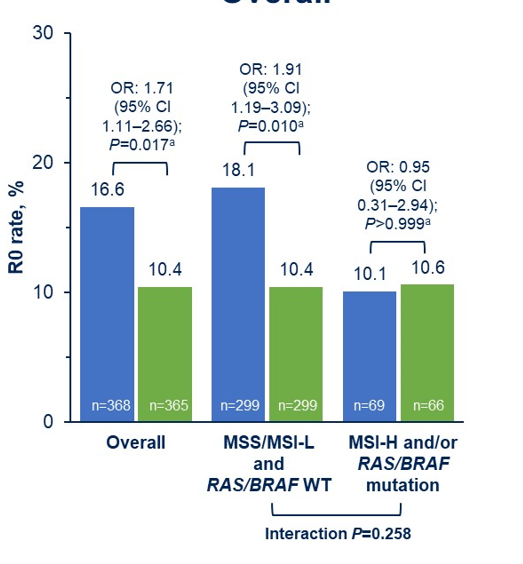 Overall
30
20
10
0
R0 rate, %
OR: 1.71
(95% CI
1.11–2.66);
P=0.017ᵃ
16.6
10.4
n=368
n=365
OR: 1.91
(95% CI
1.19–3.09);
P=0.010ᵃ
18.1
10.4
n=299
n=299
OR: 0.95
(95% CI
0.31–2.94);
P>0.999ᵃ
10.1
10.6
n=69
n=66
Overall
MSS/MSI-L
and
RAS/BRAF WT
MSI-H and/or
RAS/BRAF
mutation
Interaction P=0.258